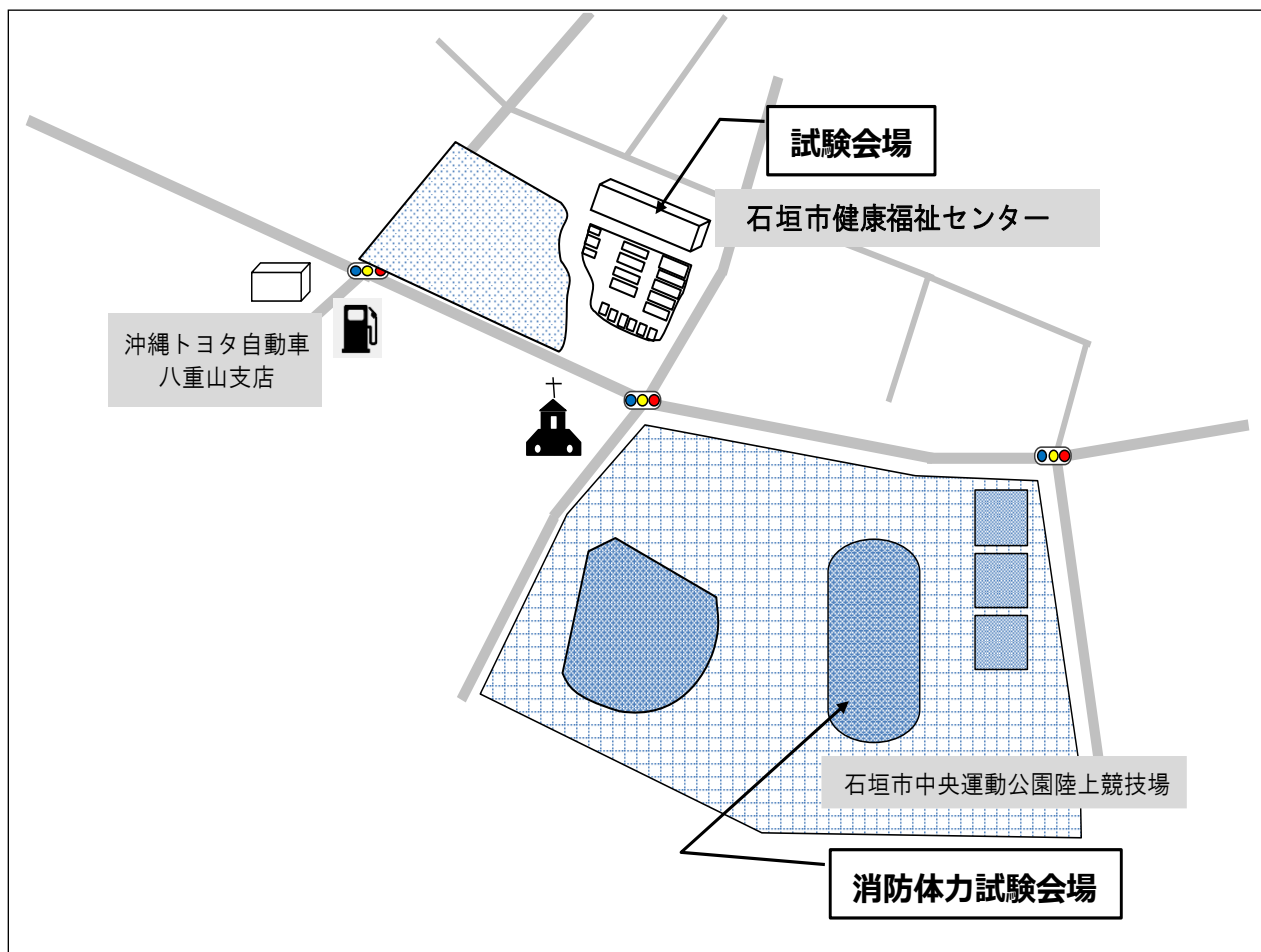 試験会場
石垣市健康福祉センター
沖縄トヨタ自動車
八重山支店
石垣市中央運動公園陸上競技場
消防体力試験会場